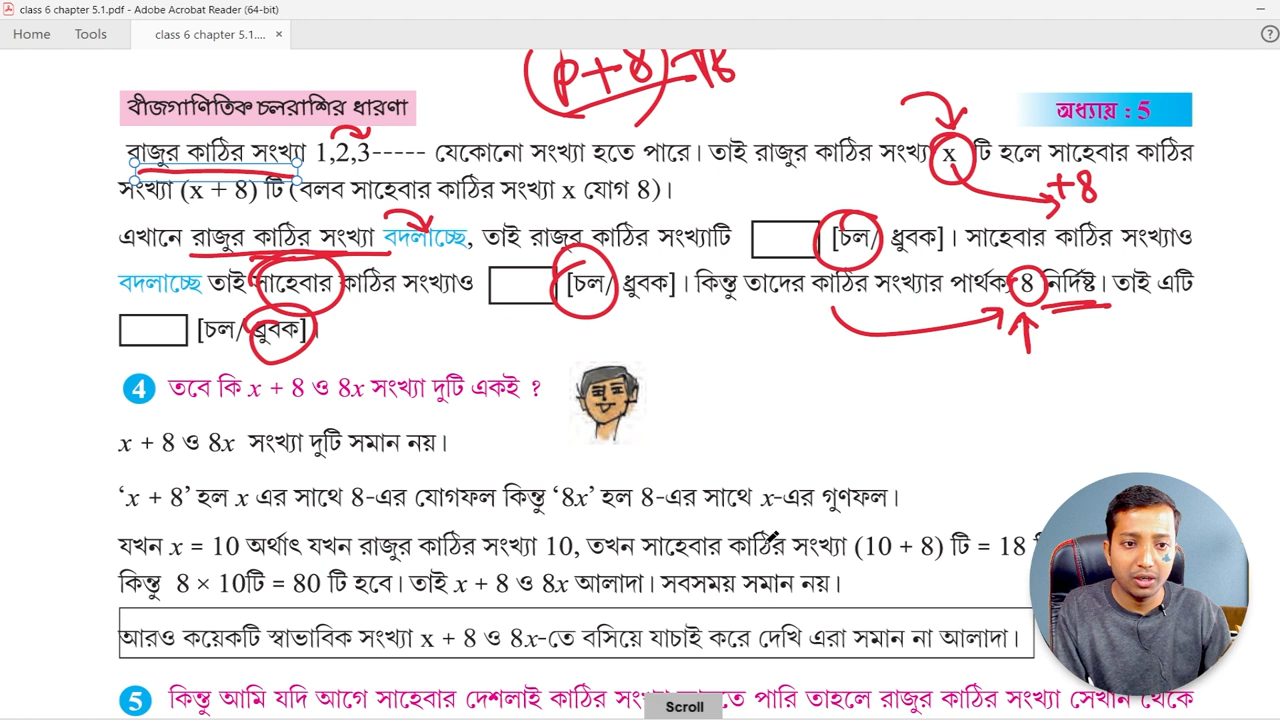 class 6 chapter 5.1.pdf - Adobe Acrobat Reader (64-bit)
Home Tools class 6 chapter 5.1....
(p+8)
বীজগাণিতিক চলরাশির ধারণা
অধ্যায় : 5
রাজুর কাঠির সংখ্যা 1,2,3----- যেকোনো সংখ্যা হতে পারে। তাই রাজুর কাঠির সংখ্যা x টি হলে সাহেবার কাঠির
+8
সংখ্যা (x + 8) টি (বলব সাহেবার কাঠির সংখ্যা x যোগ 8)।
এখানে রাজুর কাঠির সংখ্যা বদলাচ্ছে, তাই রাজুর কাঠির সংখ্যাটি [চল/ ধ্রুবক]। সাহেবার কাঠির সংখ্যাও
বদলাচ্ছে তাই সাহেবার কাঠির সংখ্যাও [চল/ ধ্রুবক]। কিন্তু তাদের কাঠির সংখ্যার পার্থক্য 8 নির্দিষ্ট। তাই এটি
[চল/ ধ্রুবক]।
4 তবে কি x + 8 ও 8x সংখ্যা দুটি একই ?
x + 8 ও 8x সংখ্যা দুটি সমান নয়।
‘x + 8’ হল x এর সাথে 8-এর যোগফল কিন্তু ‘8x’ হল 8-এর সাথে x-এর গুণফল।
যখন x = 10 অর্থাৎ যখন রাজুর কাঠির সংখ্যা 10, তখন সাহেবার কাঠির সংখ্যা (10 + 8) টি = 18
কিন্তু 8 × 10টি = 80 টি হবে। তাই x + 8 ও 8x আলাদা। সবসময় সমান নয়।
আরও কয়েকটি স্বাভাবিক সংখ্যা x + 8 ও 8x-তে বসিয়ে যাচাই করে দেখি এরা সমান না আলাদা।
5 কিন্তু আমি যদি আগে সাহেবার দেশলাই কাঠির পারি তাহলে রাজুর কাঠির সংখ্যা সেখান থেকে
Scroll